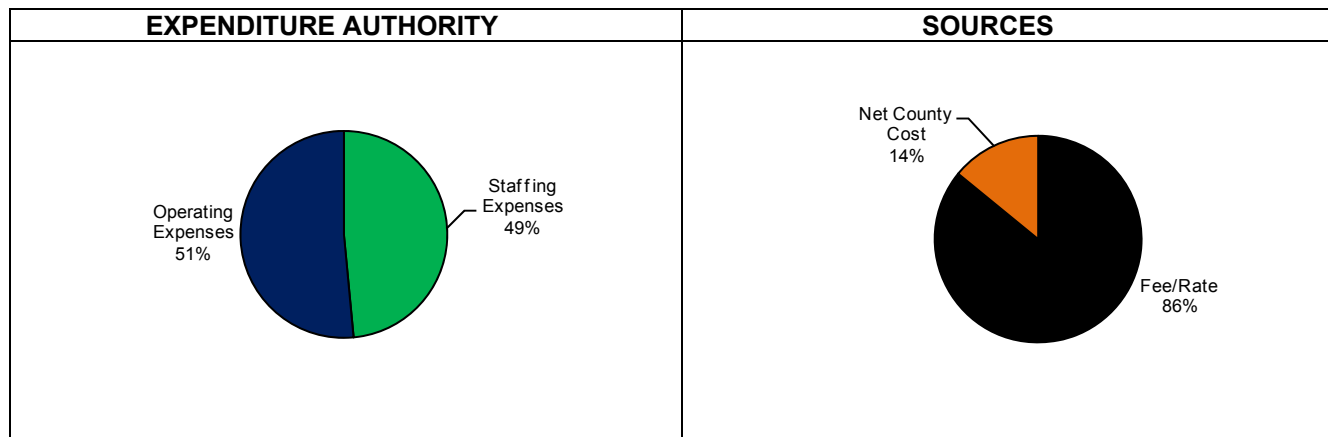 EXPENDITURE AUTHORITY
SOURCES
Operating
Expenses
51%
Staffing
Expenses
49%
Net County
Cost
14%
Fee/Rate
86%